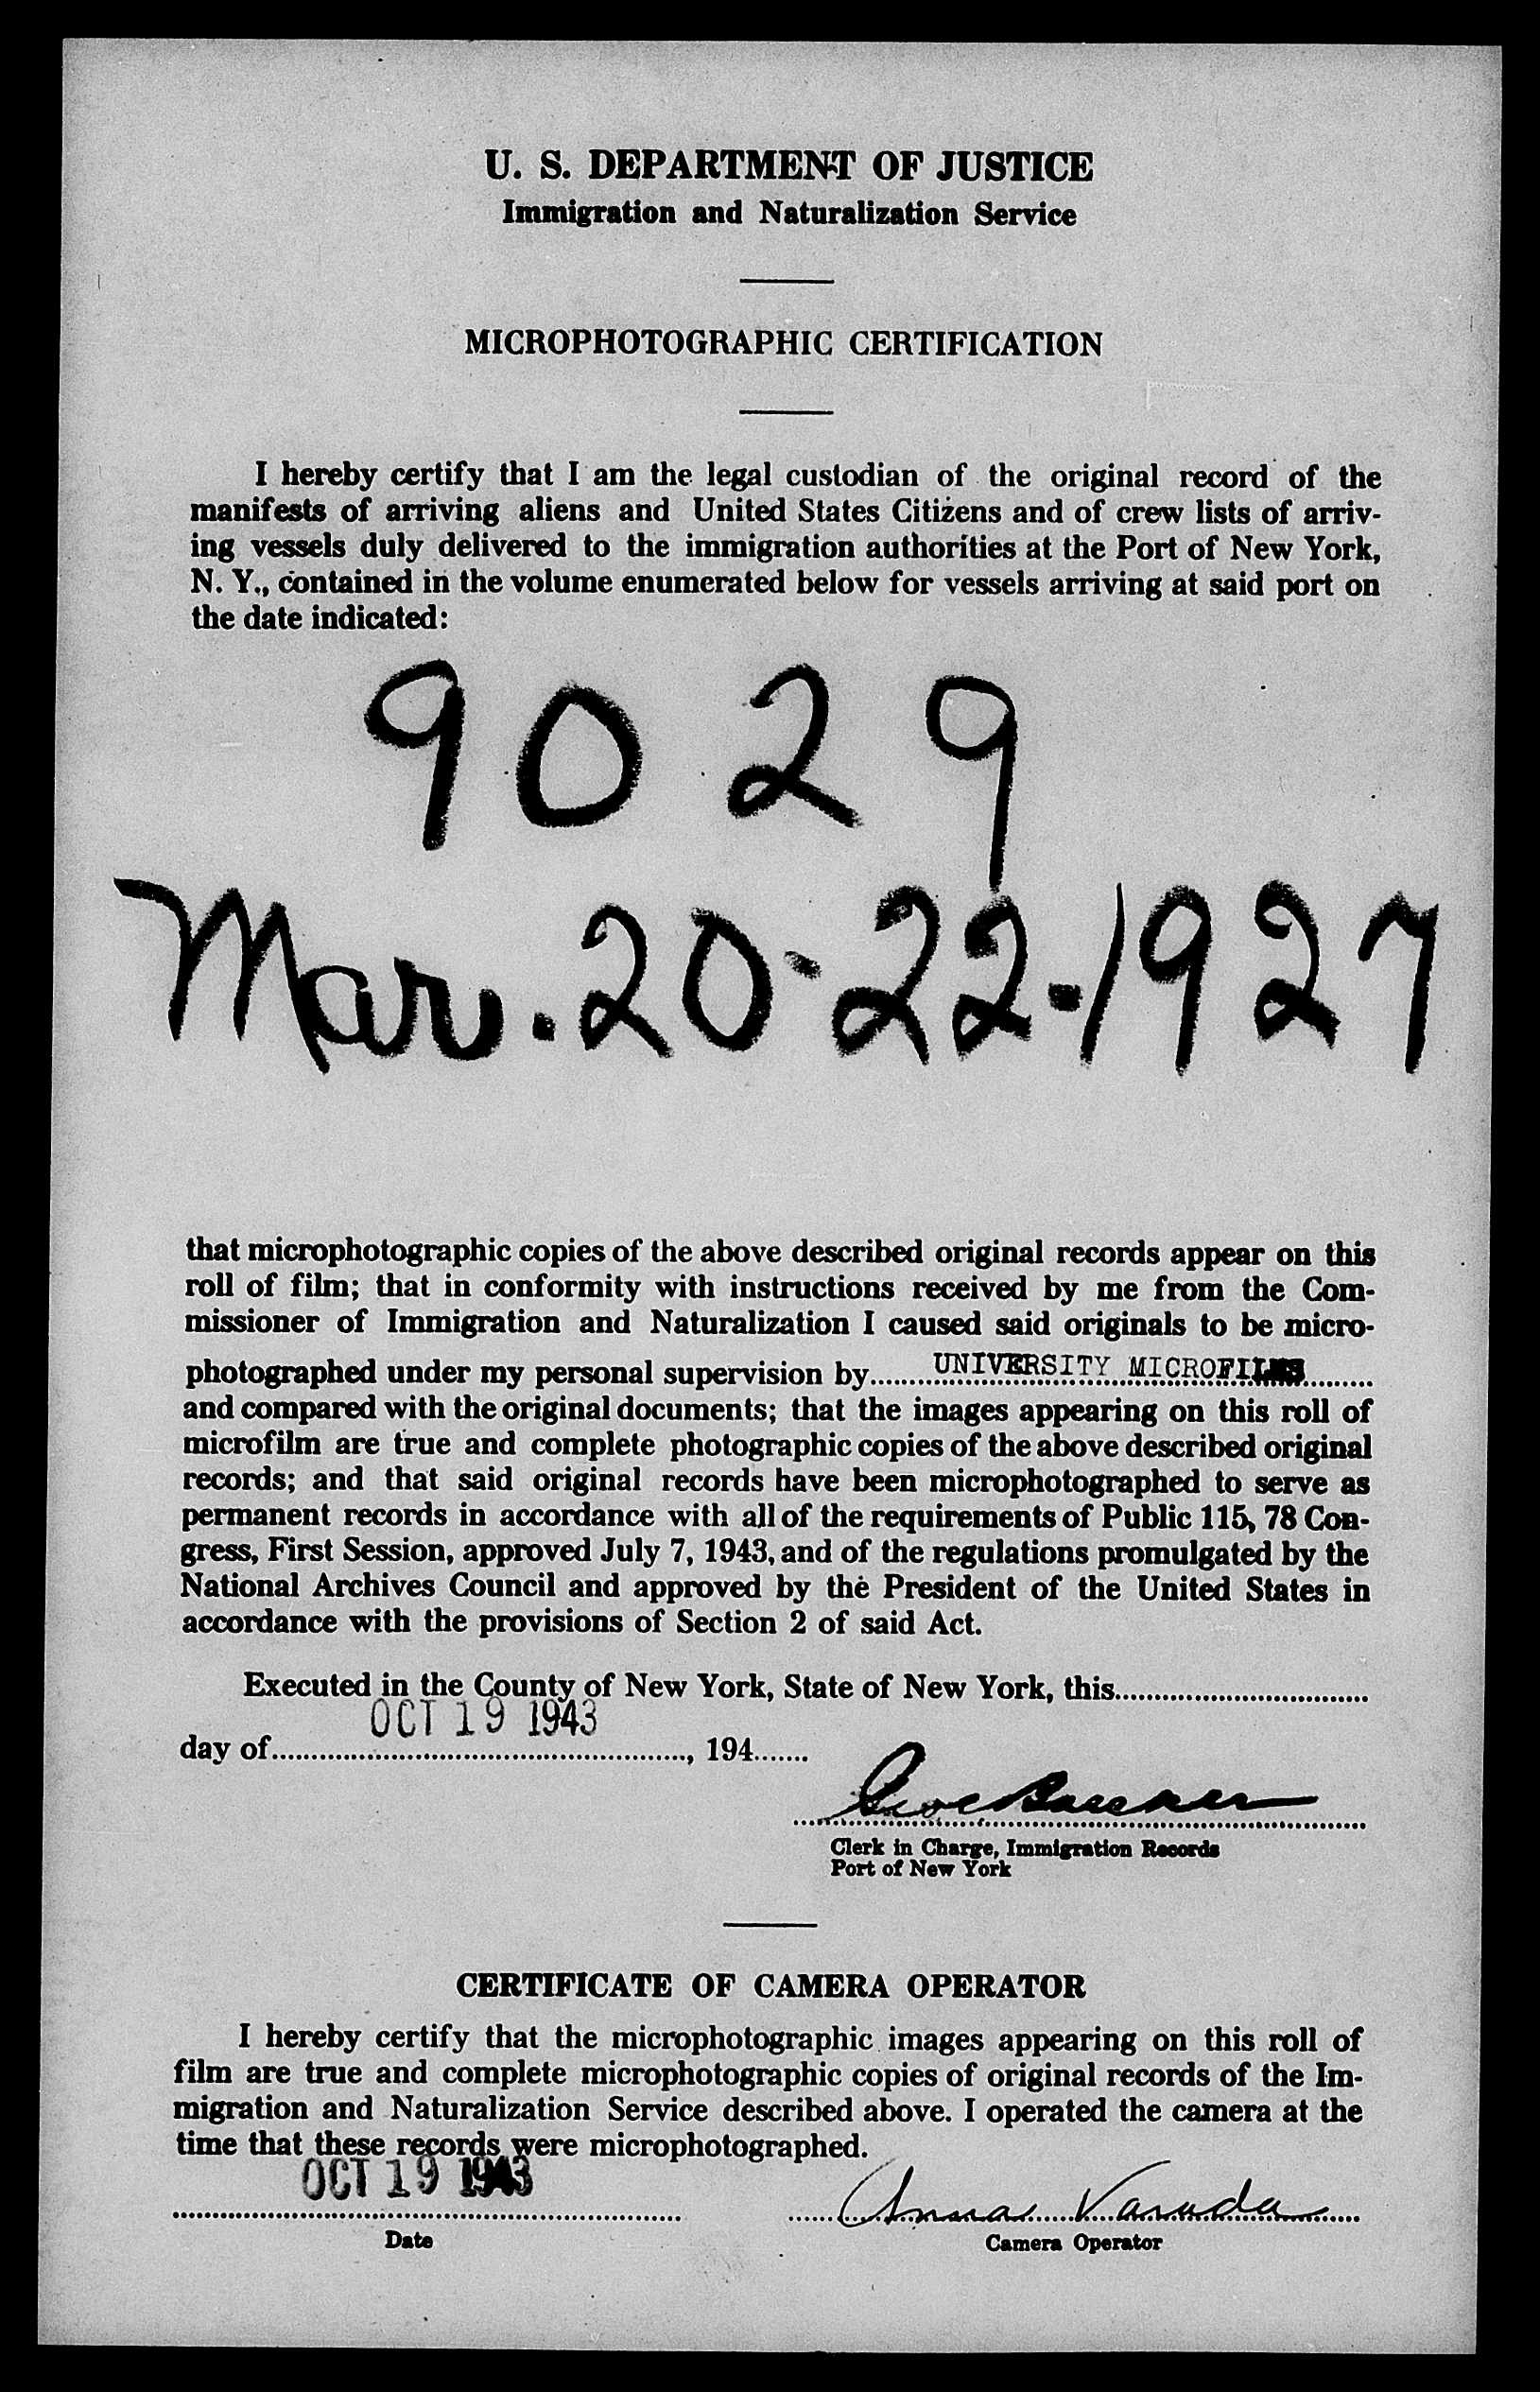 U. S. DEPARTMENT OF JUSTICE
Immigration and Naturalization Service
MICROPHOTOGRAPHIC CERTIFICATION
I hereby certify that I am the legal custodian of the original record of the
manifests of arriving aliens and United States Citizens and of crew lists of arriv-
ing vessels duly delivered to the immigration authorities at the Port of New York,
N. Y., contained in the volume enumerated below for vessels arriving at said port on
the date indicated:
9029
Mar. 20-22-1927
that microphotographic copies of the above described original records appear on this
roll of film; that in conformity with instructions received by me from the Com-
missioner of Immigration and Naturalization I caused said originals to be micro-
photographed under my personal supervision by UNIVERSITY MICROFILMS
and compared with the original documents; that the images appearing on this roll of
microfilm are true and complete photographic copies of the above described original
records; and that said original records have been microphotographed to serve as
permanent records in accordance with all of the requirements of Public 115, 78 Con-
gress, First Session, approved July 7, 1943, and of the regulations promulgated by the
National Archives Council and approved by the President of the United States in
accordance with the provisions of Section 2 of said Act.
Executed in the County of New York, State of New York, this
OCT 19 1943
day of, 194
Clerk in Charge, Immigration Records
Port of New York
CERTIFICATE OF CAMERA OPERATOR
I hereby certify that the microphotographic images appearing on this roll of
film are true and complete microphotographic copies of original records of the Im-
migration and Naturalization Service described above. I operated the camera at the
time that these records were microphotographed.
OCT 19 1943
Anna Varuda
Date
Camera Operator